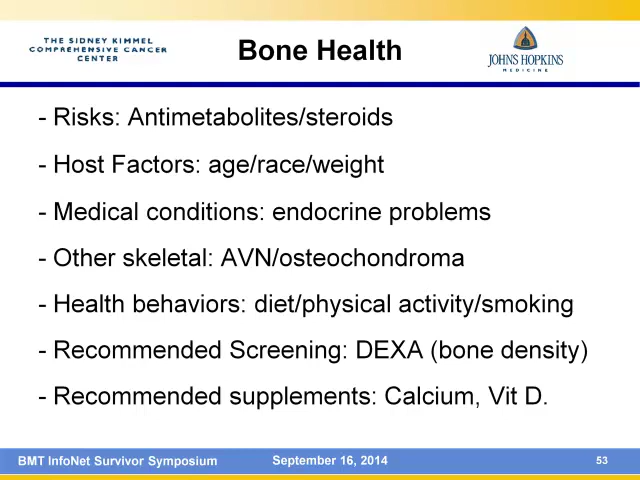 THE SIDNEY KIMMEL
COMPREHENSIVE CANCER
CENTER
Bone Health
JOHNS HOPKINS
MEDICINE
- Risks: Antimetabolites/steroids
- Host Factors: age/race/weight
- Medical conditions: endocrine problems
- Other skeletal: AVN/osteochondroma
- Health behaviors: diet/physical activity/smoking
- Recommended Screening: DEXA (bone density)
- Recommended supplements: Calcium, Vit D.
BMT InfoNet Survivor Symposium September 16, 2014 53